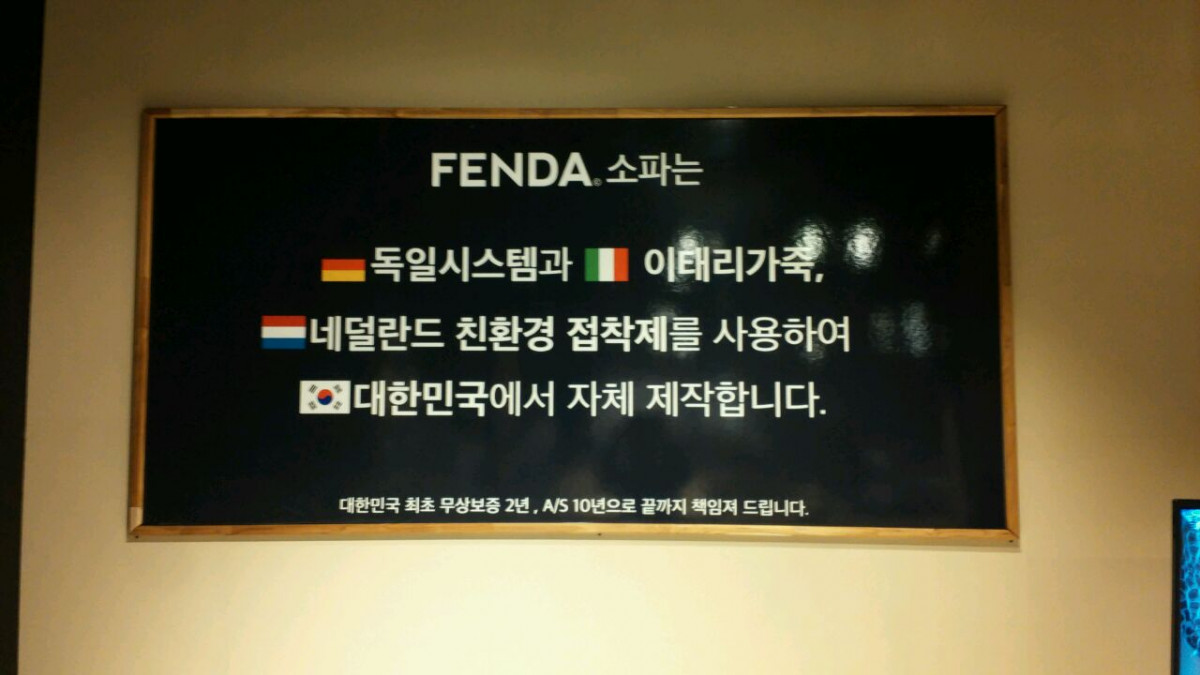 FENDA® 소파는
독일시스템과 이태리가죽,
네덜란드 친환경 접착제를 사용하여
대한민국에서 자체 제작합니다.
대한민국 최초 무상보증 2년, A/S 10년으로 끝까지 책임져 드립니다.